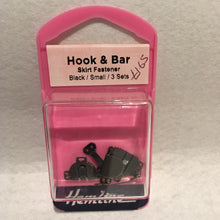 Hook & Bar
Skirt Fastener
Black / Small / 3 Sets
Hemline